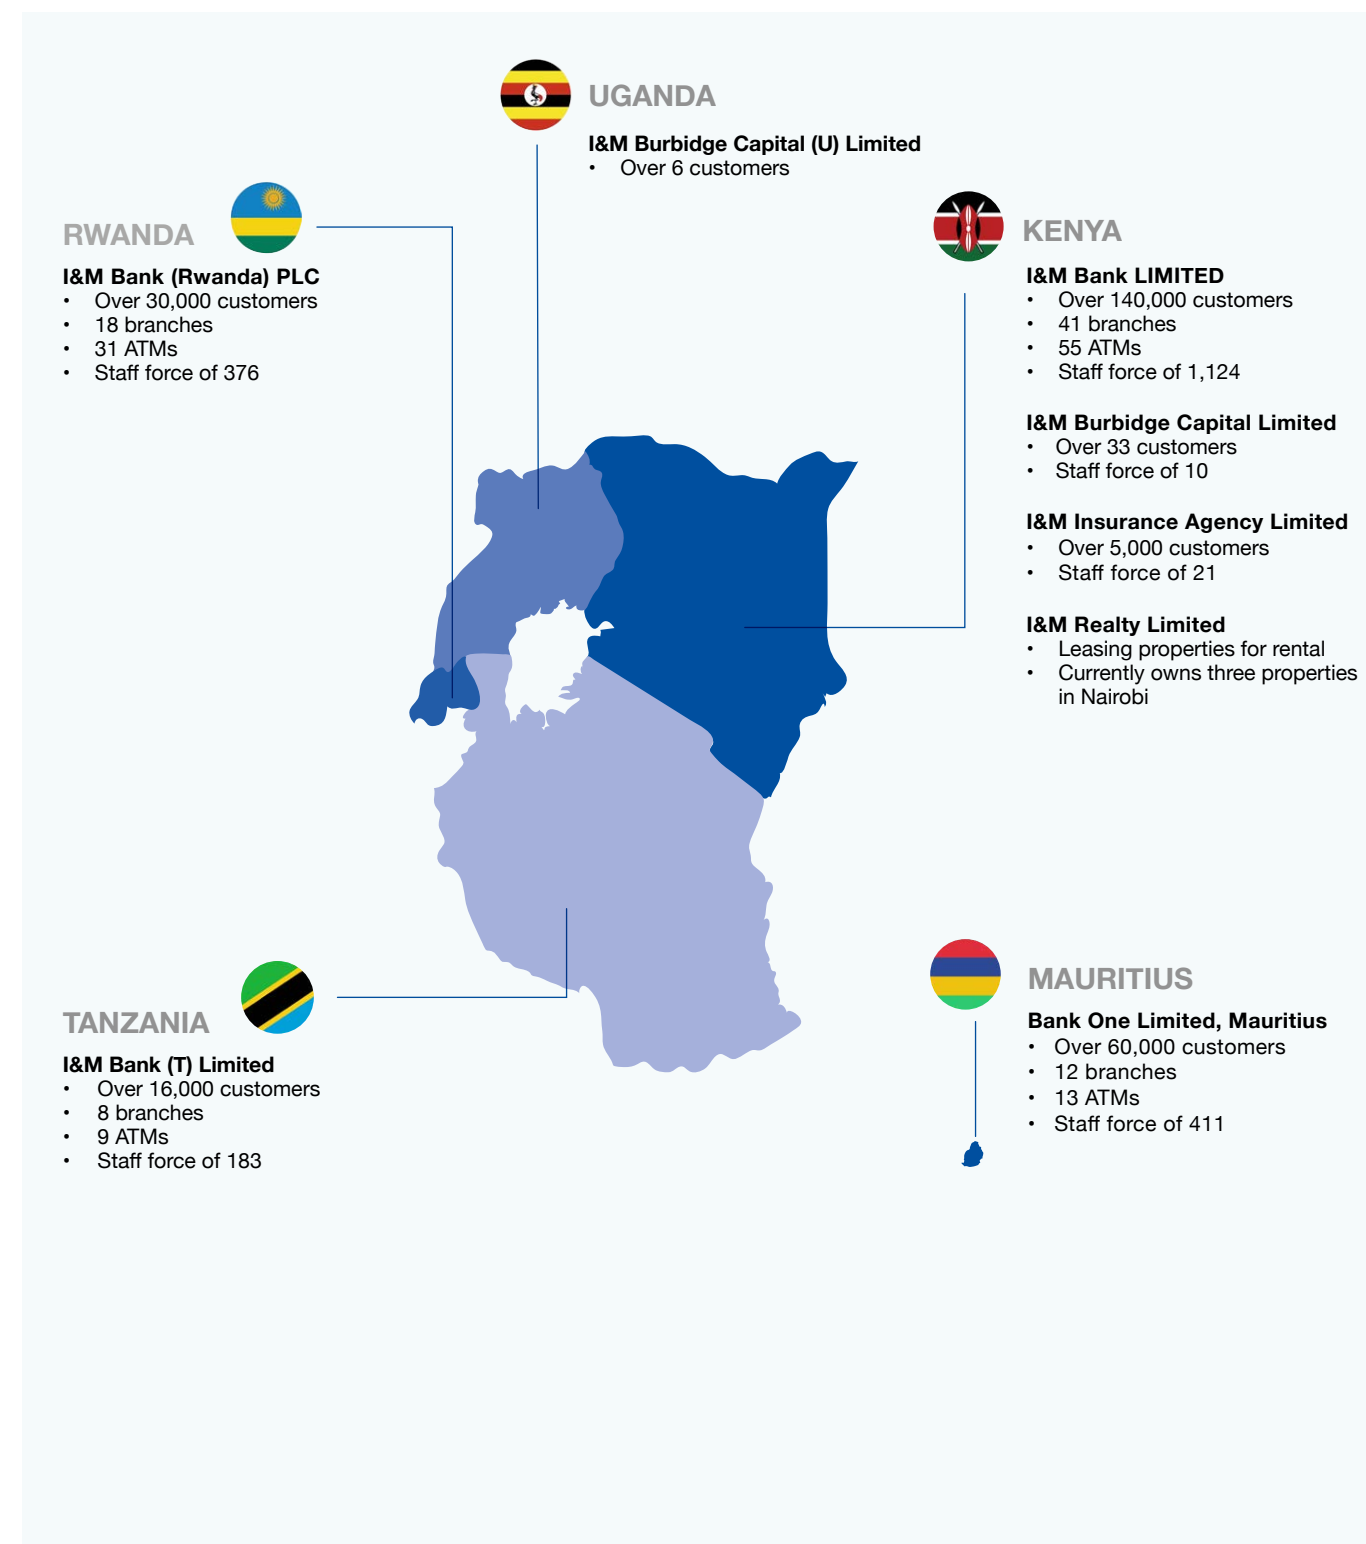 UGANDA
I&M Burbidge Capital (U) Limited
• Over 6 customers
RWANDA
I&M Bank (Rwanda) PLC
• Over 30,000 customers
• 18 branches
• 31 ATMs
• Staff force of 376
KENYA
I&M Bank LIMITED
• Over 140,000 customers
• 41 branches
• 55 ATMs
• Staff force of 1,124
I&M Burbidge Capital Limited
• Over 33 customers
• Staff force of 10
I&M Insurance Agency Limited
• Over 5,000 customers
• Staff force of 21
I&M Realty Limited
• Leasing properties for rental
• Currently owns three properties
in Nairobi
TANZANIA
I&M Bank (T) Limited
• Over 16,000 customers
• 8 branches
• 9 ATMs
• Staff force of 183
MAURITIUS
Bank One Limited, Mauritius
• Over 60,000 customers
• 12 branches
• 13 ATMs
• Staff force of 411